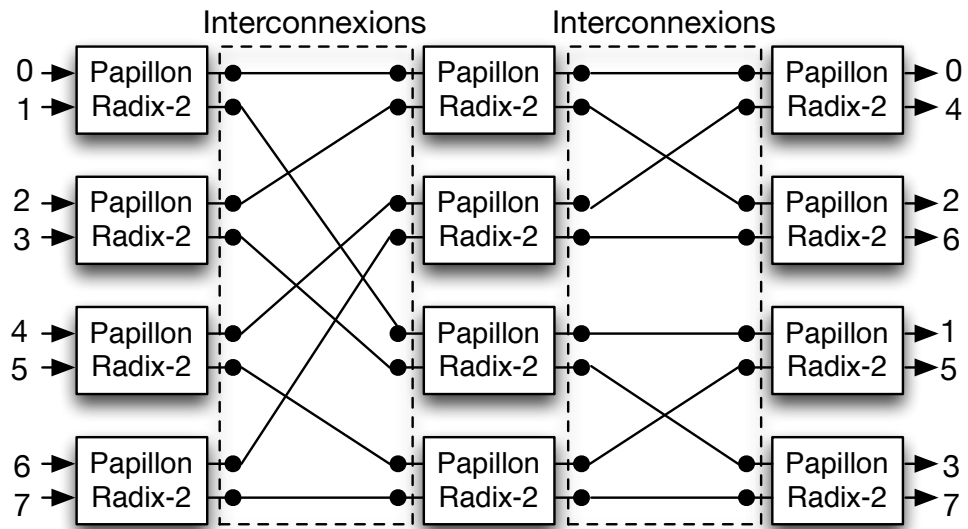 Interconnexions Interconnexions
0 Papillon Papillon Papillon 0
1 Radix-2 Radix-2 Radix-2 4
2 Papillon Papillon Papillon 2
3 Radix-2 Radix-2 Radix-2 6
4 Papillon Papillon Papillon 1
5 Radix-2 Radix-2 Radix-2 5
6 Papillon Papillon Papillon 3
7 Radix-2 Radix-2 Radix-2 7